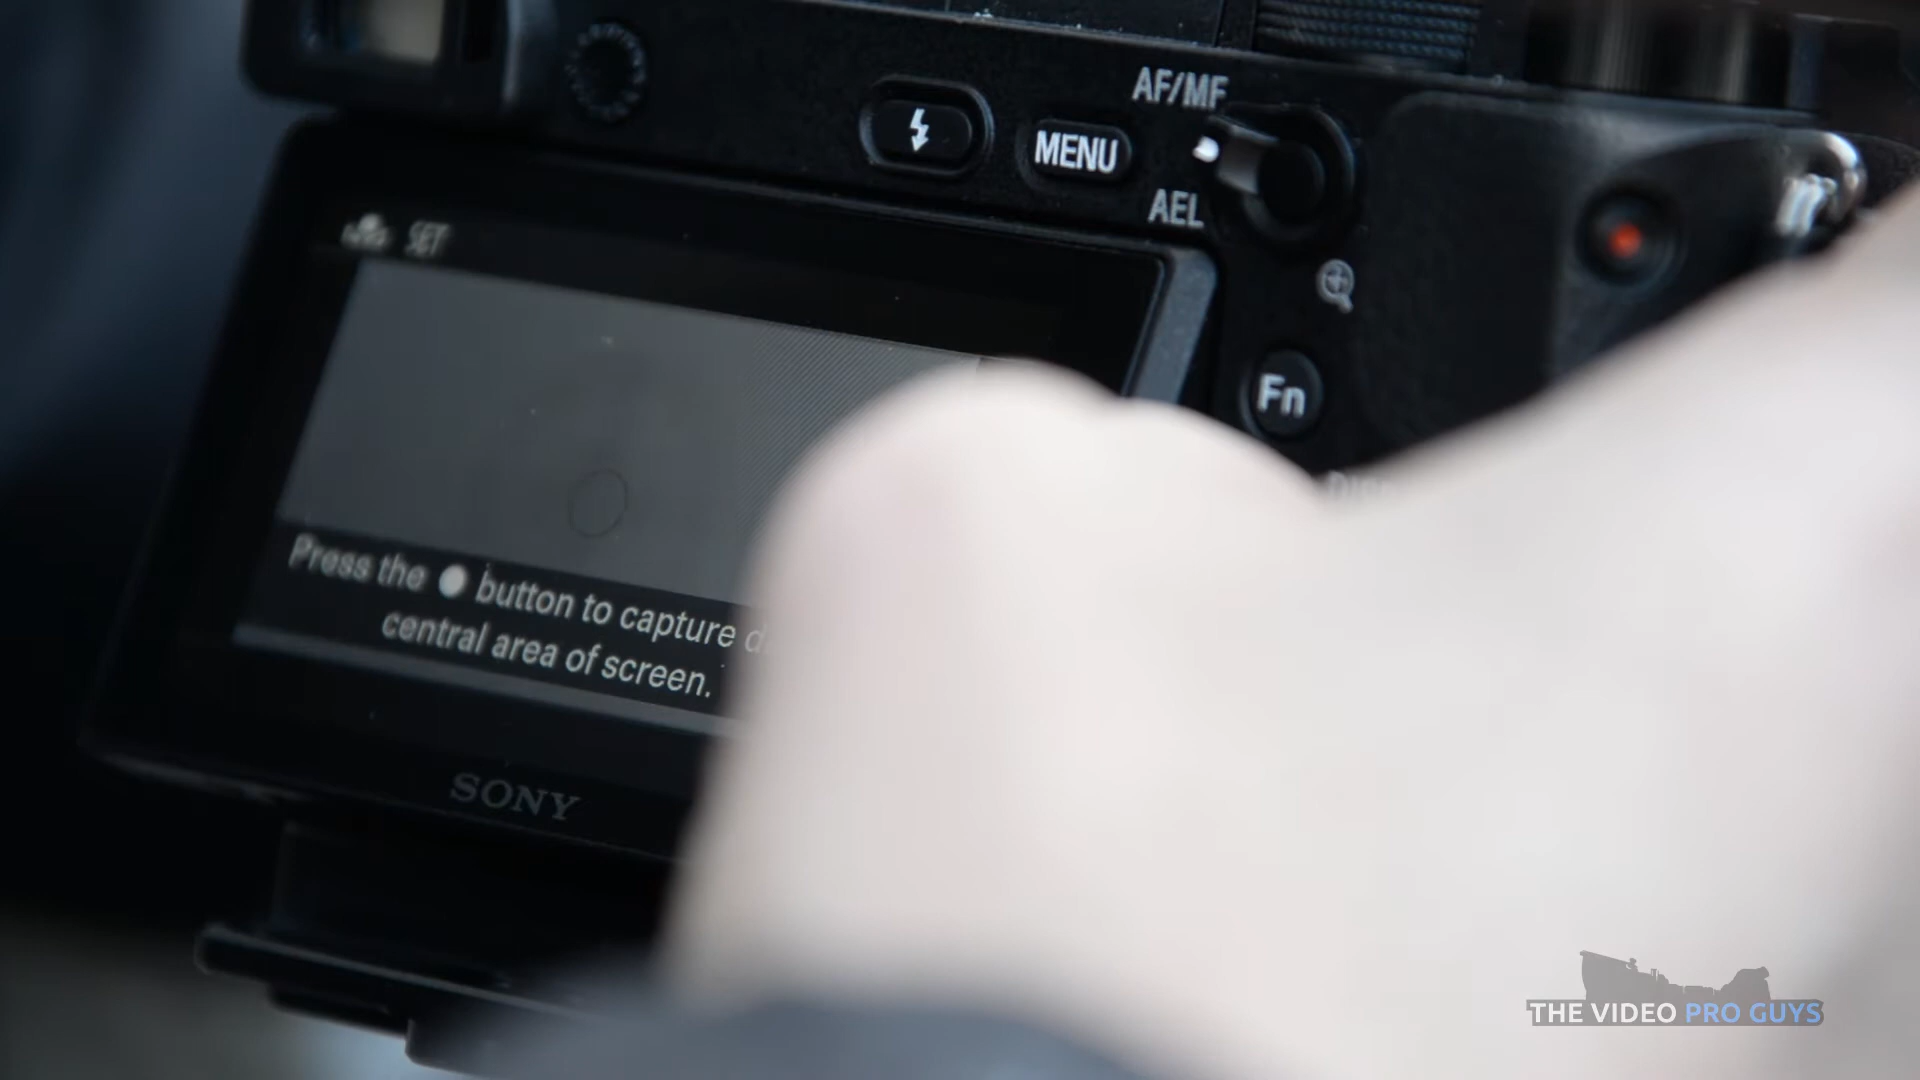 AF/MF
MENU
AEL
SET
Fn
DISP
Press the button to capture
central area of screen.
SONY
THE VIDEO PRO GUYS